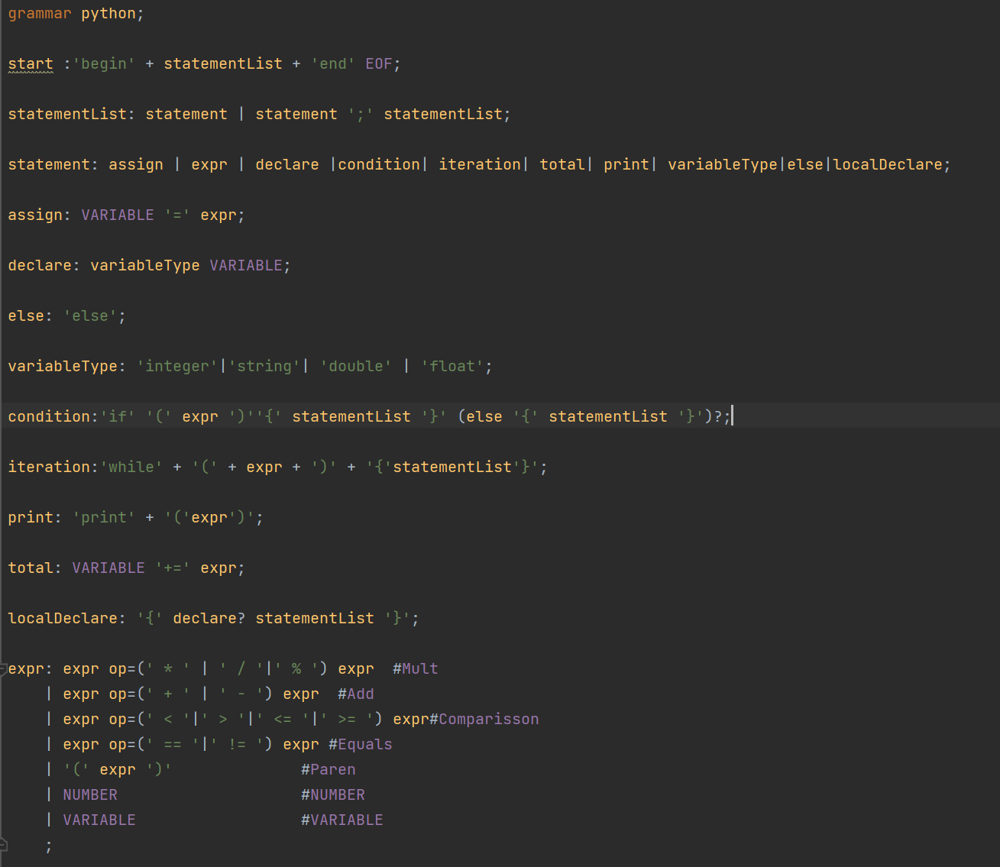 grammar python;
start :'begin' + statementList + 'end' EOF;
statementList: statement | statement ';' statementList;
statement: assign | expr | declare |condition| iteration| total| print| variableType|else|localDeclare;
assign: VARIABLE '=' expr;
declare: variableType VARIABLE;
else: 'else';
variableType: 'integer'|'string'| 'double' | 'float';
condition:'if' '(' expr ')''{' statementList '}' (else '{' statementList '}')?;
iteration:'while' + '(' + expr + ')' + '{'statementList'}';
print: 'print' + '('expr')';
total: VARIABLE '+=' expr;
localDeclare: '{' declare? statementList '}';
expr: expr op=(' * ' | ' / '|' % ') expr  #Mult
    | expr op=(' + ' | ' - ') expr  #Add
    | expr op=(' < '|' > '|' <= '|' >= ') expr#Comparisson
    | expr op=(' == '|' != ') expr #Equals
    | '(' expr ')'              #Paren
    | NUMBER                    #NUMBER
    | VARIABLE                  #VARIABLE
    ;